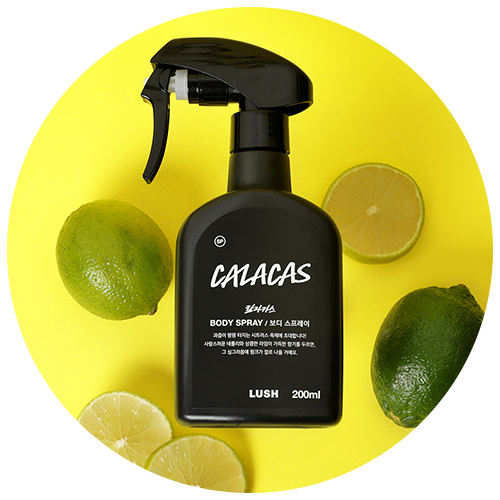 SP
CALACAS
칼라카스
BODY SPRAY / 보디 스프레이
과즙이 팡팡 터지는 시트러스 축제에 초대합니다!
사랑스러운 네롤리와 상큼한 라임이 가득한 향기를 두르면,
그 싱그러움에 윙크가 절로 나올 거예요.
LUSH 200ml